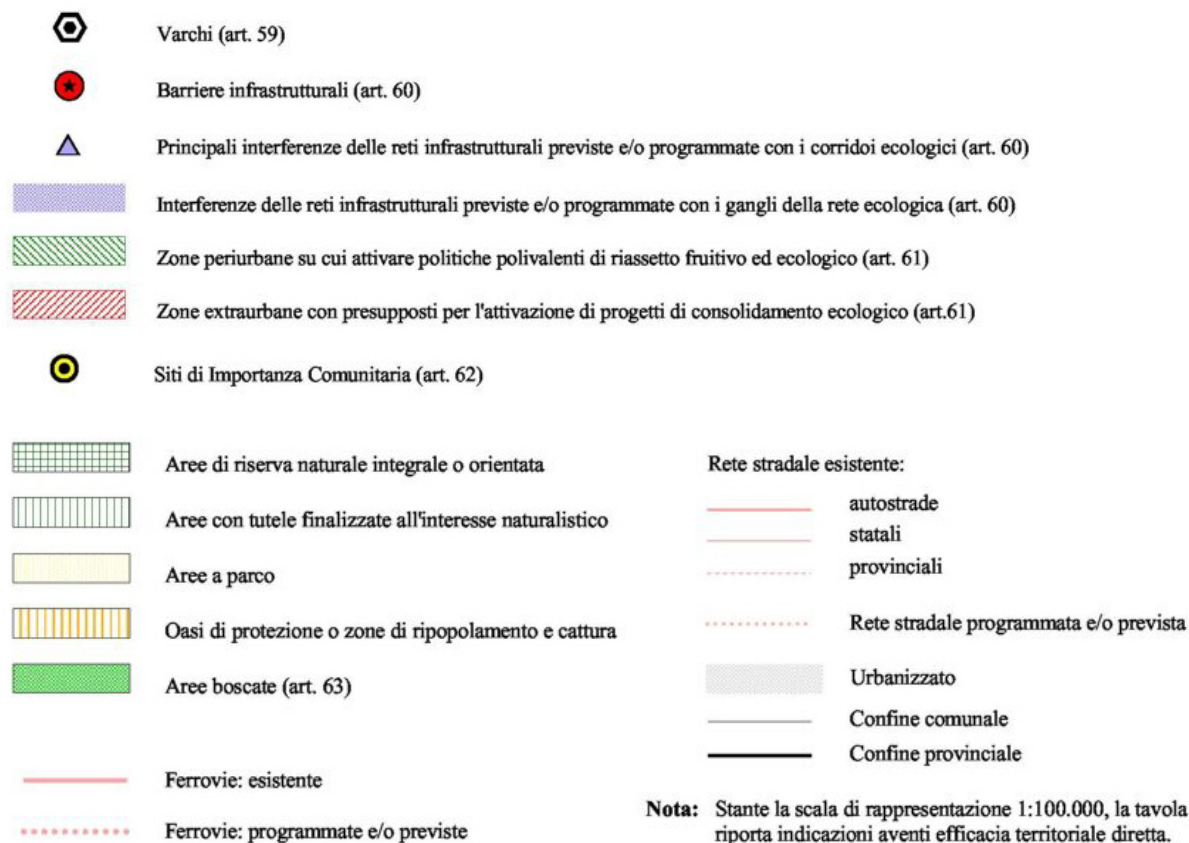 Varchi (art. 59)
Barriere infrastrutturali (art. 60)
Principali interferenze delle reti infrastrutturali previste e/o programmate con i corridoi ecologici (art. 60)
Interferenze delle reti infrastrutturali previste e/o programmate con i gangli della rete ecologica (art. 60)
Zone periurbane su cui attivare politiche polivalenti di riassetto fruitivo ed ecologico (art. 61)
Zone extraurbane con presupposti per l'attivazione di progetti di consolidamento ecologico (art.61)
Siti di Importanza Comunitaria (art. 62)
Aree di riserva naturale integrale o orientata
Aree con tutele finalizzate all'interesse naturalistico
Aree a parco
Oasi di protezione o zone di ripopolamento e cattura
Aree boscate (art. 63)
Ferrovie: esistente
Ferrovie: programmate e/o previste
Rete stradale esistente:
autostrade
statali
provinciali
Rete stradale programmata e/o prevista
Urbanizzato
Confine comunale
Confine provinciale
Nota: Stante la scala di rappresentazione 1:100.000, la tavola
riporta indicazioni aventi efficacia territoriale diretta.